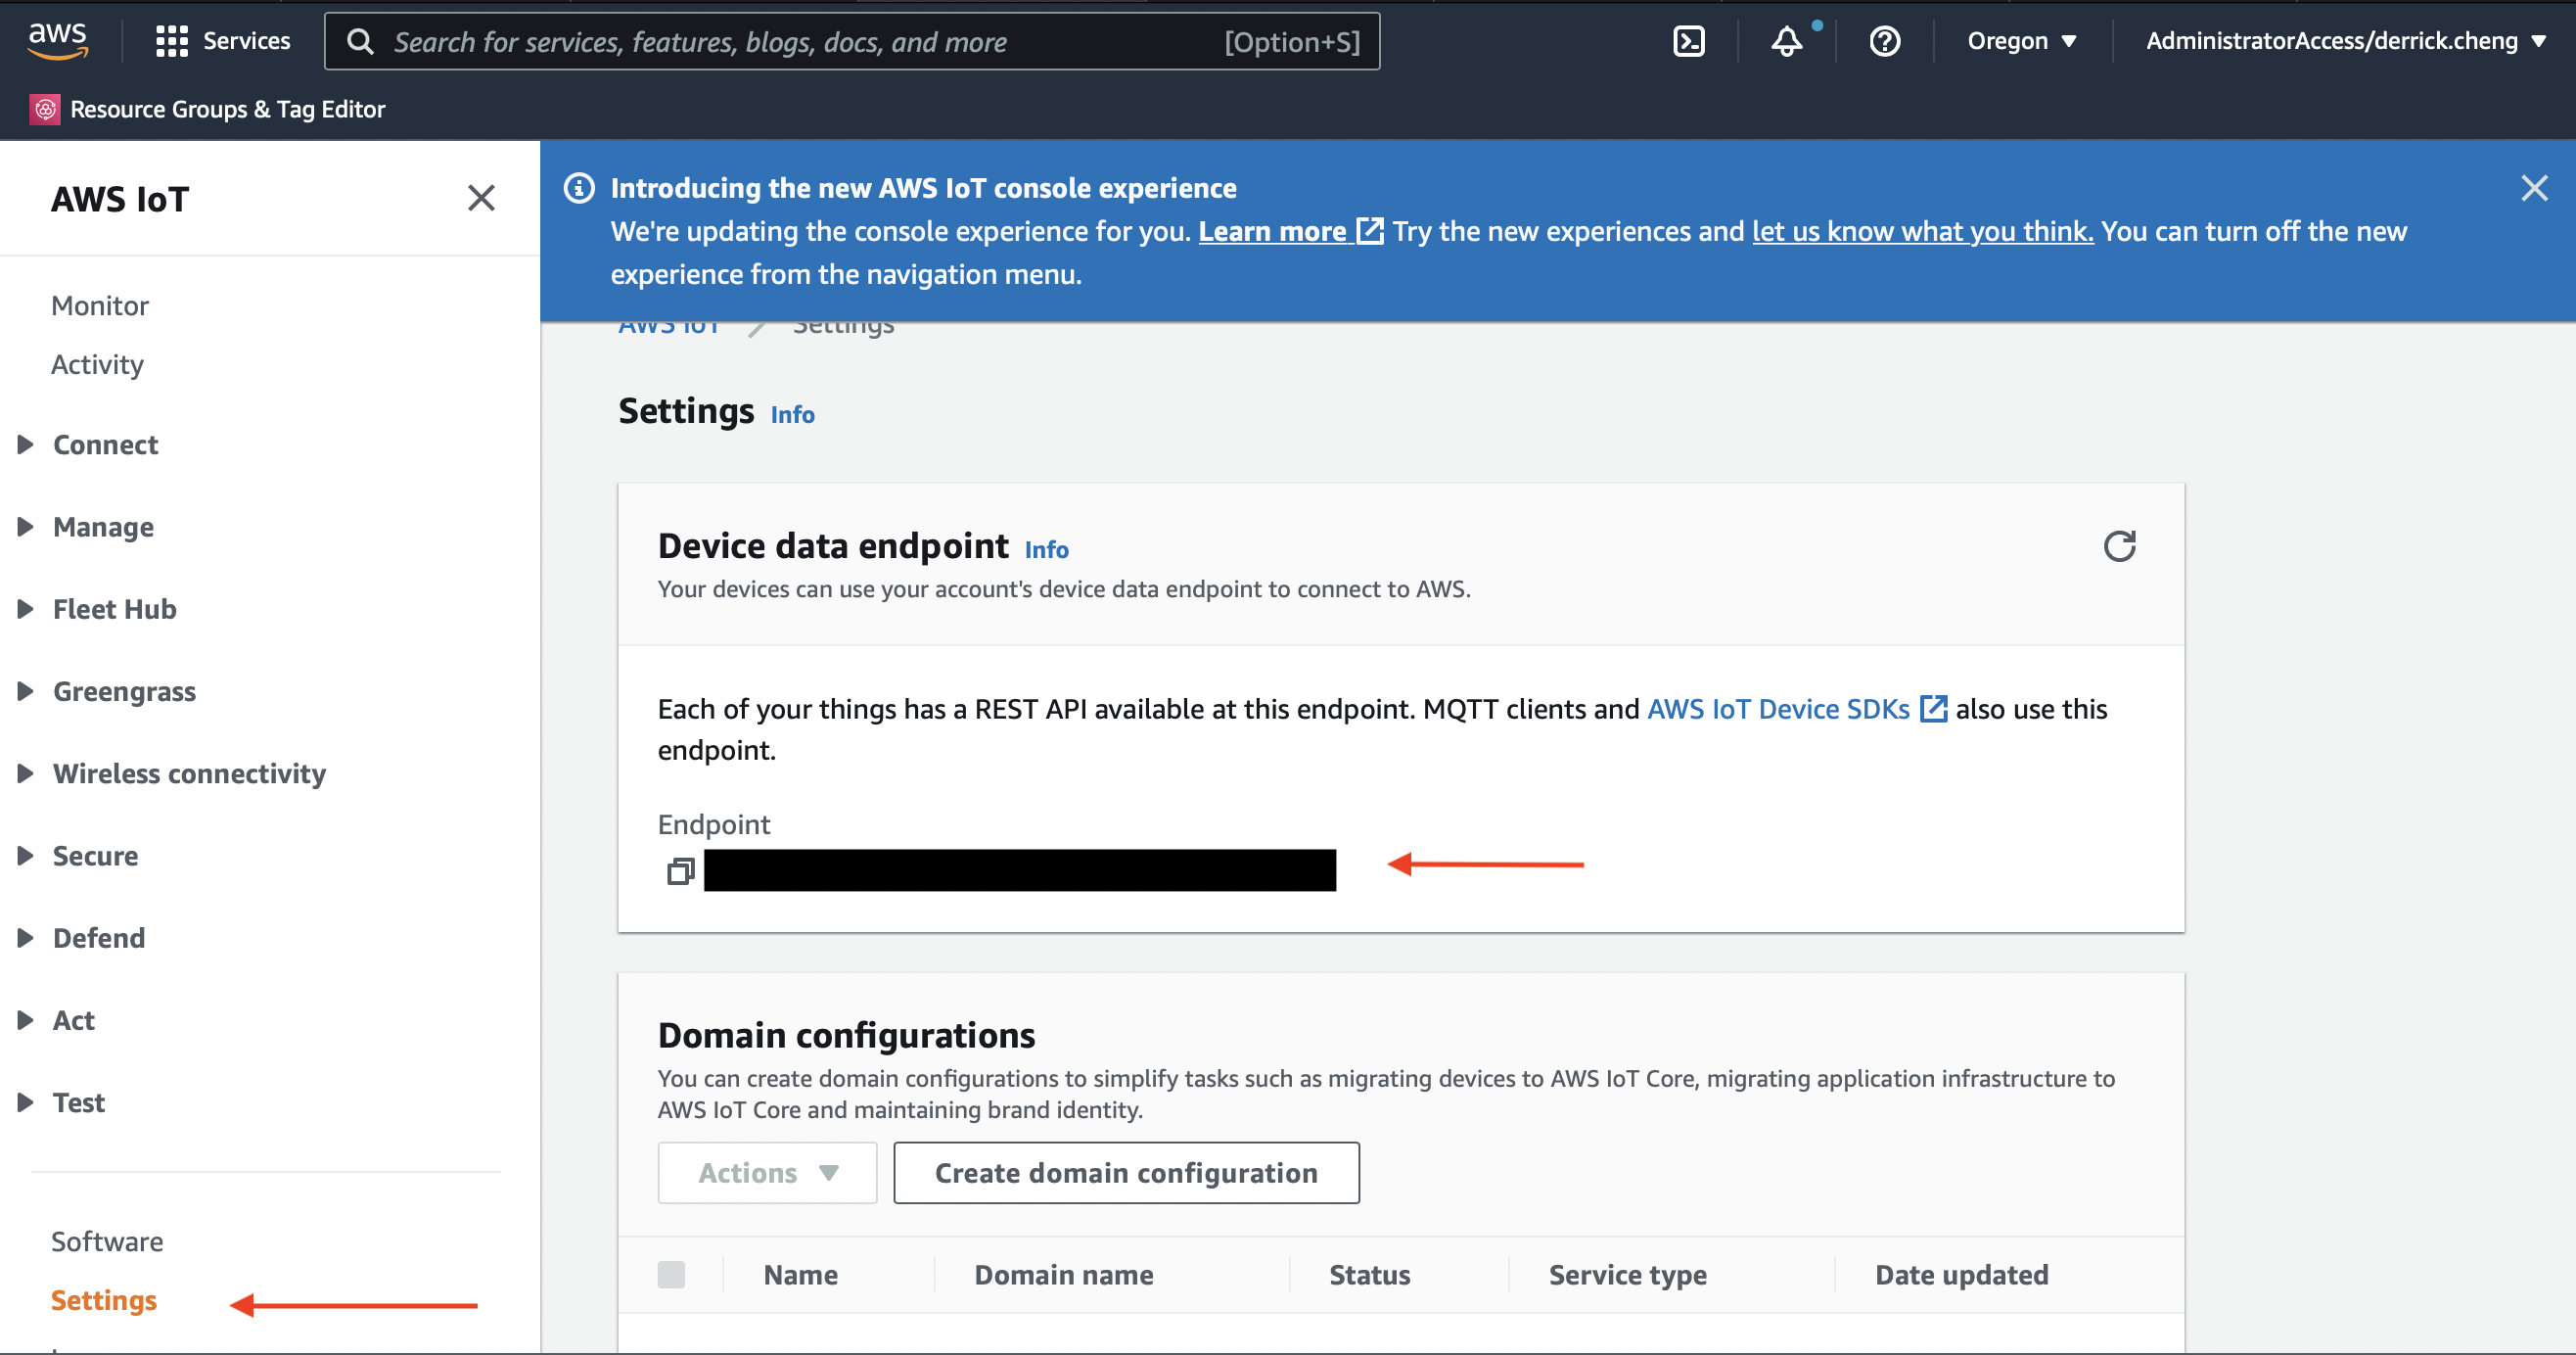 aws
Services
Search for services, features, blogs, docs, and more
[Option+S]
Oregon ▼
AdministratorAccess/derrick.cheng ▼
Resource Groups & Tag Editor
AWS IoT
Monitor
Activity
Connect
Manage
Fleet Hub
Greengrass
Wireless connectivity
Secure
Defend
Act
Test
Software
Settings
Introducing the new AWS IoT console experience
We're updating the console experience for you. Learn more Try the new experiences and let us know what you think. You can turn off the new
experience from the navigation menu.
AWS IoT
Settings
Settings Info
Device data endpoint Info
Your devices can use your account's device data endpoint to connect to AWS.
Each of your things has a REST API available at this endpoint. MQTT clients and AWS IoT Device SDKs also use this
endpoint.
Endpoint
Domain configurations
You can create domain configurations to simplify tasks such as migrating devices to AWS IoT Core, migrating application infrastructure to
AWS IoT Core and maintaining brand identity.
Actions ▼
Create domain configuration
Name
Domain name
Status
Service type
Date updated